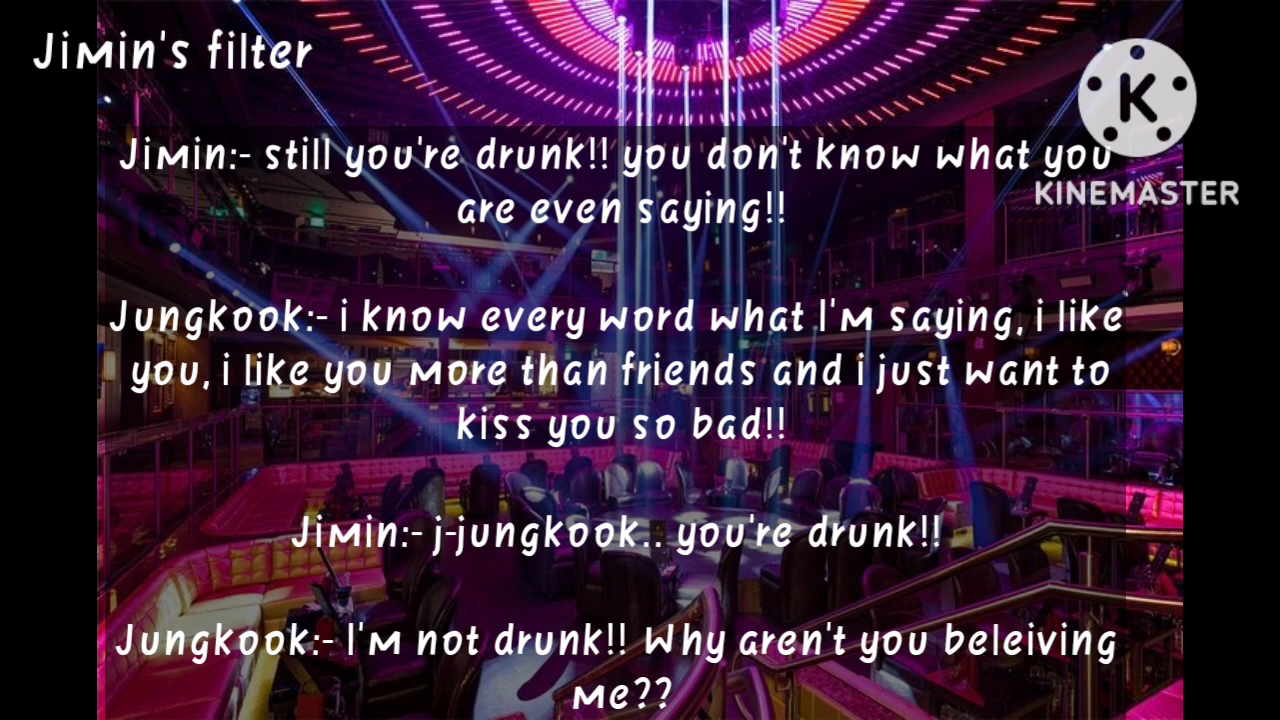 Jimin's filter
K
KINEMASTER
Jimin:- still you're drunk!! you don't know what you
are even saying!!
Jungkook:- i know every word what I'm saying, i like
you, i like you more than friends and i just want to
kiss you so bad!!
Jimin:- j-jungkook.. you're drunk!!
Jungkook:- I'm not drunk!! Why aren't you beleiving
me??